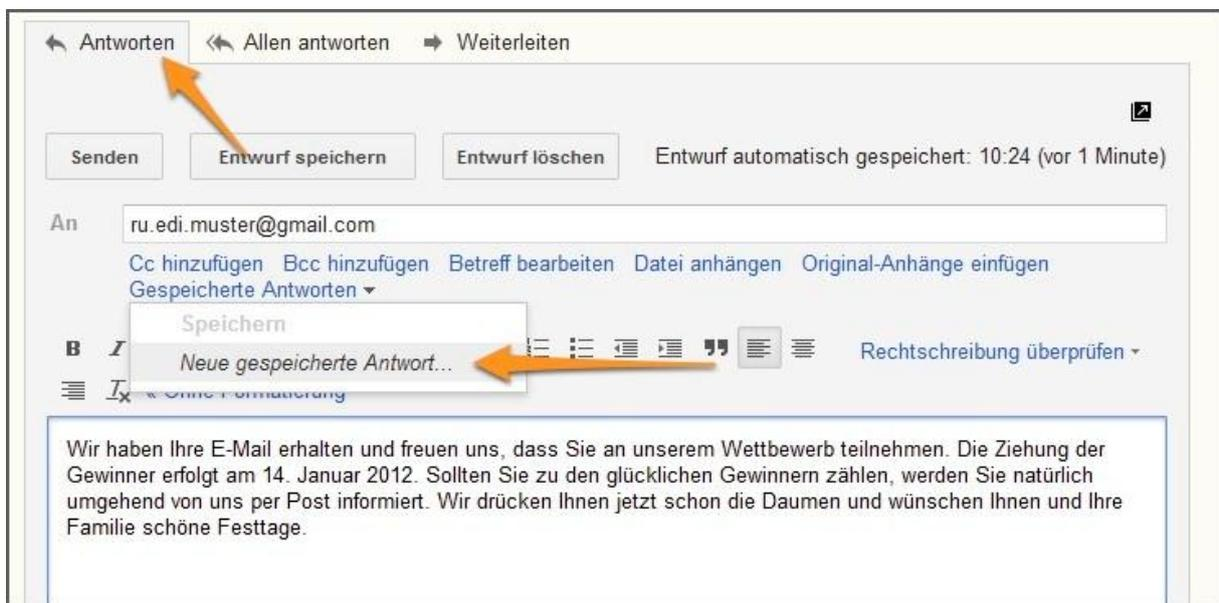 Antworten Allen antworten Weiterleiten
Senden Entwurf speichern Entwurf löschen Entwurf automatisch gespeichert: 10:24 (vor 1 Minute)
An ru.edi.muster@gmail.com
Cc hinzufügen Bcc hinzufügen Betreff bearbeiten Datei anhängen Original-Anhänge einfügen
Gespeicherte Antworten
Speichern
B I Rechtschreibung überprüfen
Neue gespeicherte Antwort...
« Ohne Formatierung
Wir haben Ihre E-Mail erhalten und freuen uns, dass Sie an unserem Wettbewerb teilnehmen. Die Ziehung der
Gewinner erfolgt am 14. Januar 2012. Sollten Sie zu den glücklichen Gewinnern zählen, werden Sie natürlich
umgehend von uns per Post informiert. Wir drücken Ihnen jetzt schon die Daumen und wünschen Ihnen und Ihre
Familie schöne Festtage.